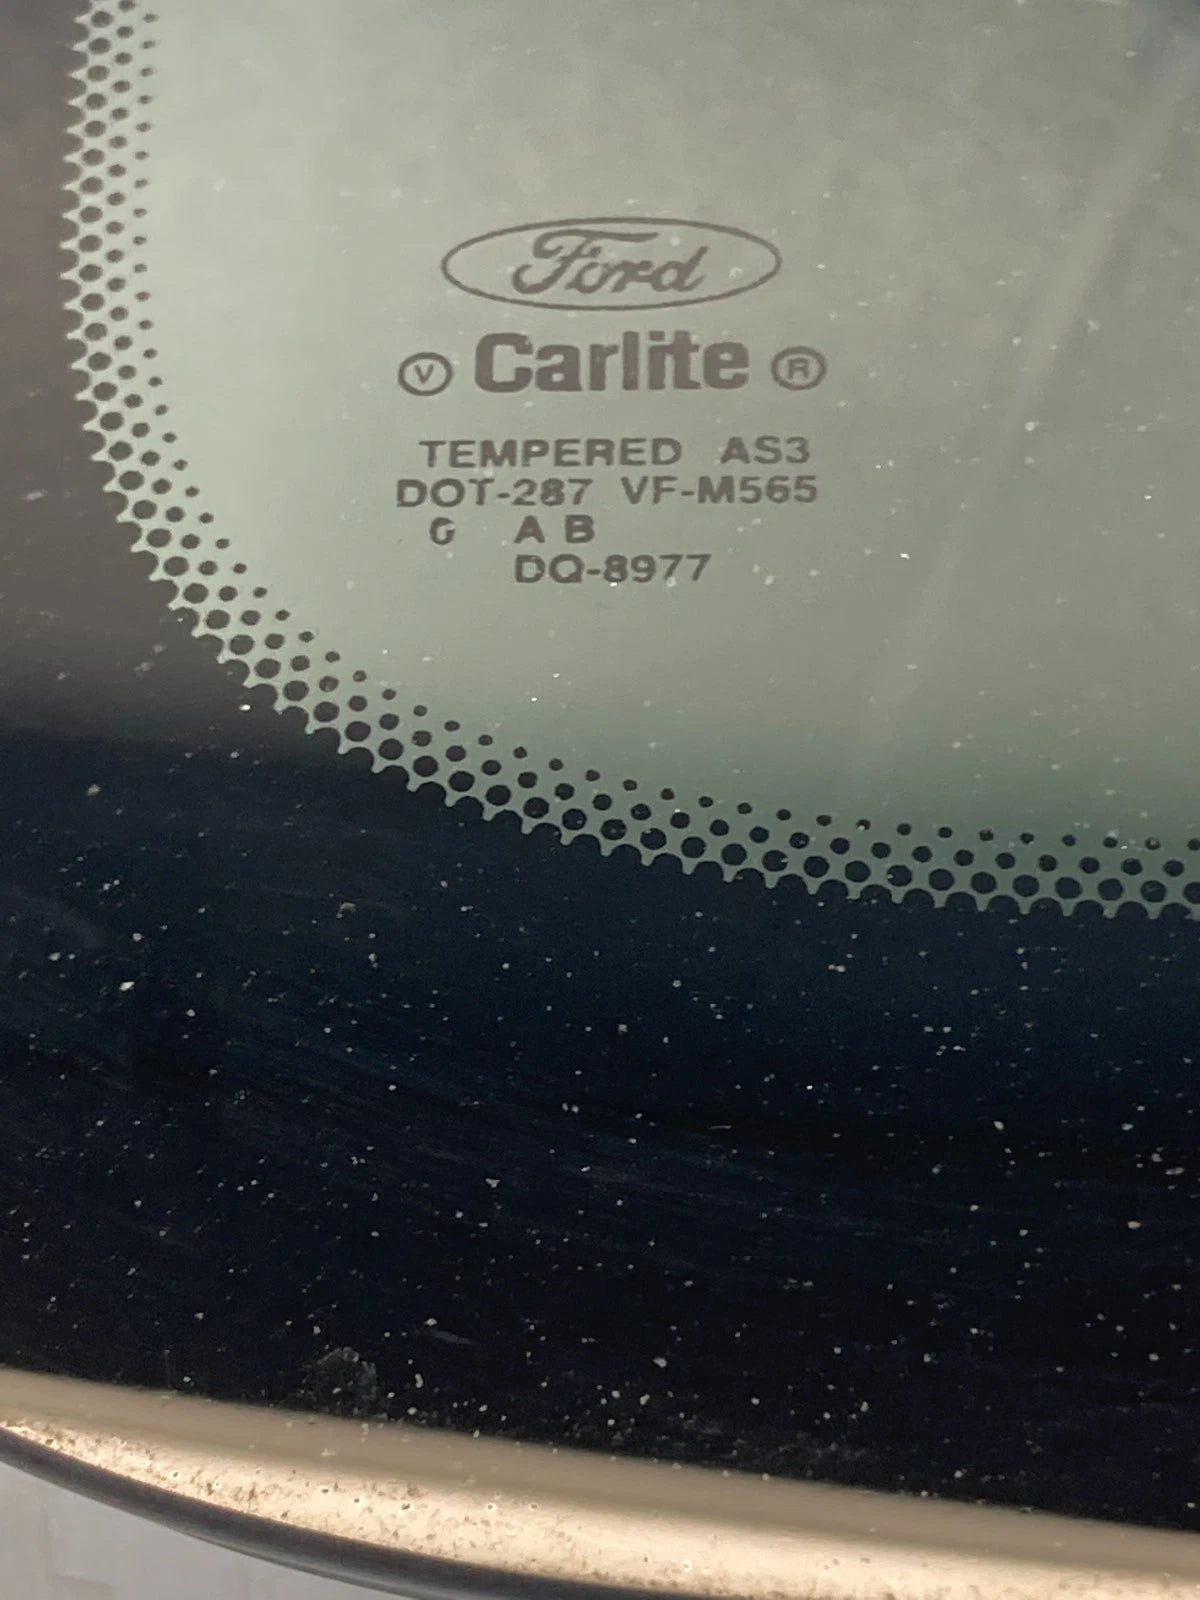 Ford
V Carlite ®
TEMPERED AS3
DOT-287 VF-M565
G A B
DQ-8977